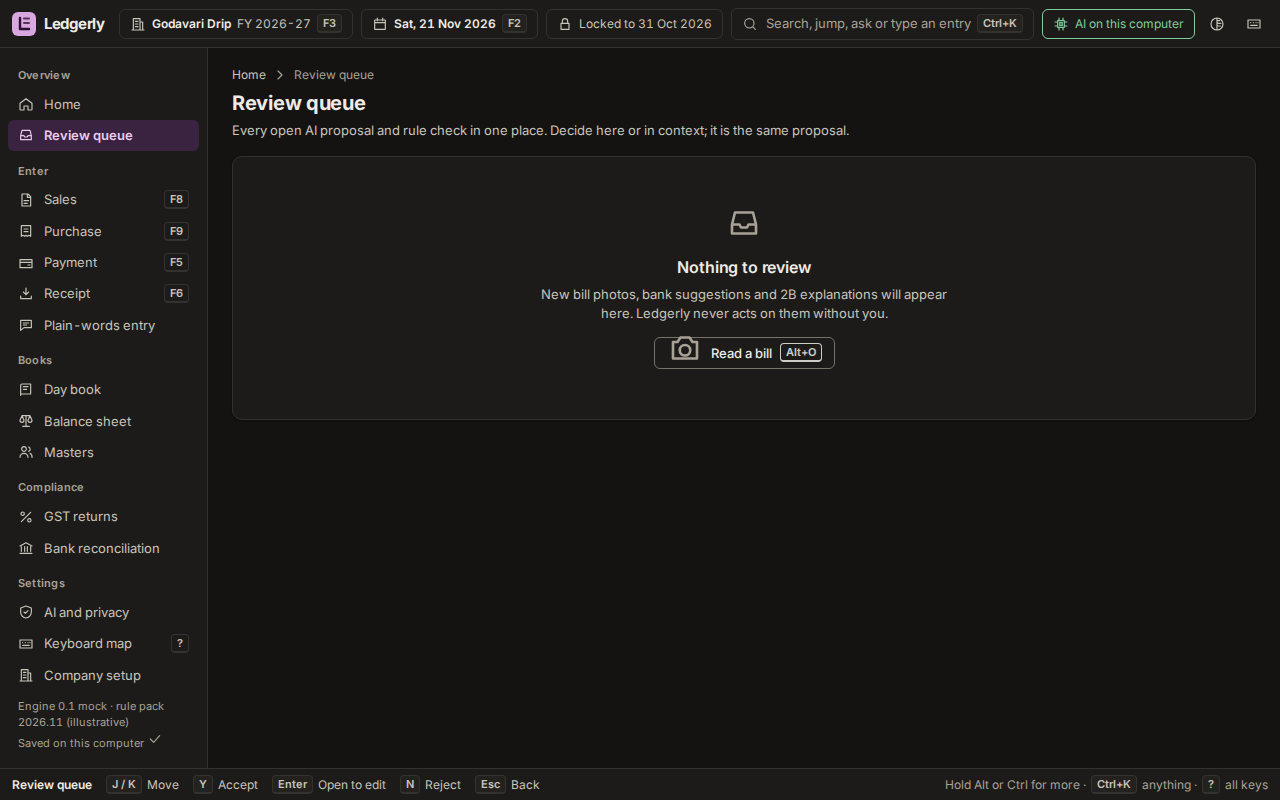 Ledgerly
Godavari Drip FY 2026-27 F3
Sat, 21 Nov 2026 F2
Locked to 31 Oct 2026
Search, jump, ask or type an entry Ctrl+K
AI on this computer
Overview
Home
Review queue
Enter
Sales F8
Purchase F9
Payment F5
Receipt F6
Plain-words entry
Books
Day book
Balance sheet
Masters
Compliance
GST returns
Bank reconciliation
Settings
AI and privacy
Keyboard map ?
Company setup
Engine 0.1 mock · rule pack
2026.11 (illustrative)
Saved on this computer
Home Review queue
Review queue
Every open AI proposal and rule check in one place. Decide here or in context; it is the same proposal.
Nothing to review
New bill photos, bank suggestions and 2B explanations will appear
here. Ledgerly never acts on them without you.
Read a bill Alt+O
Review queue J / K Move Y Accept Enter Open to edit N Reject Esc Back
Hold Alt or Ctrl for more · Ctrl+K anything · ? all keys